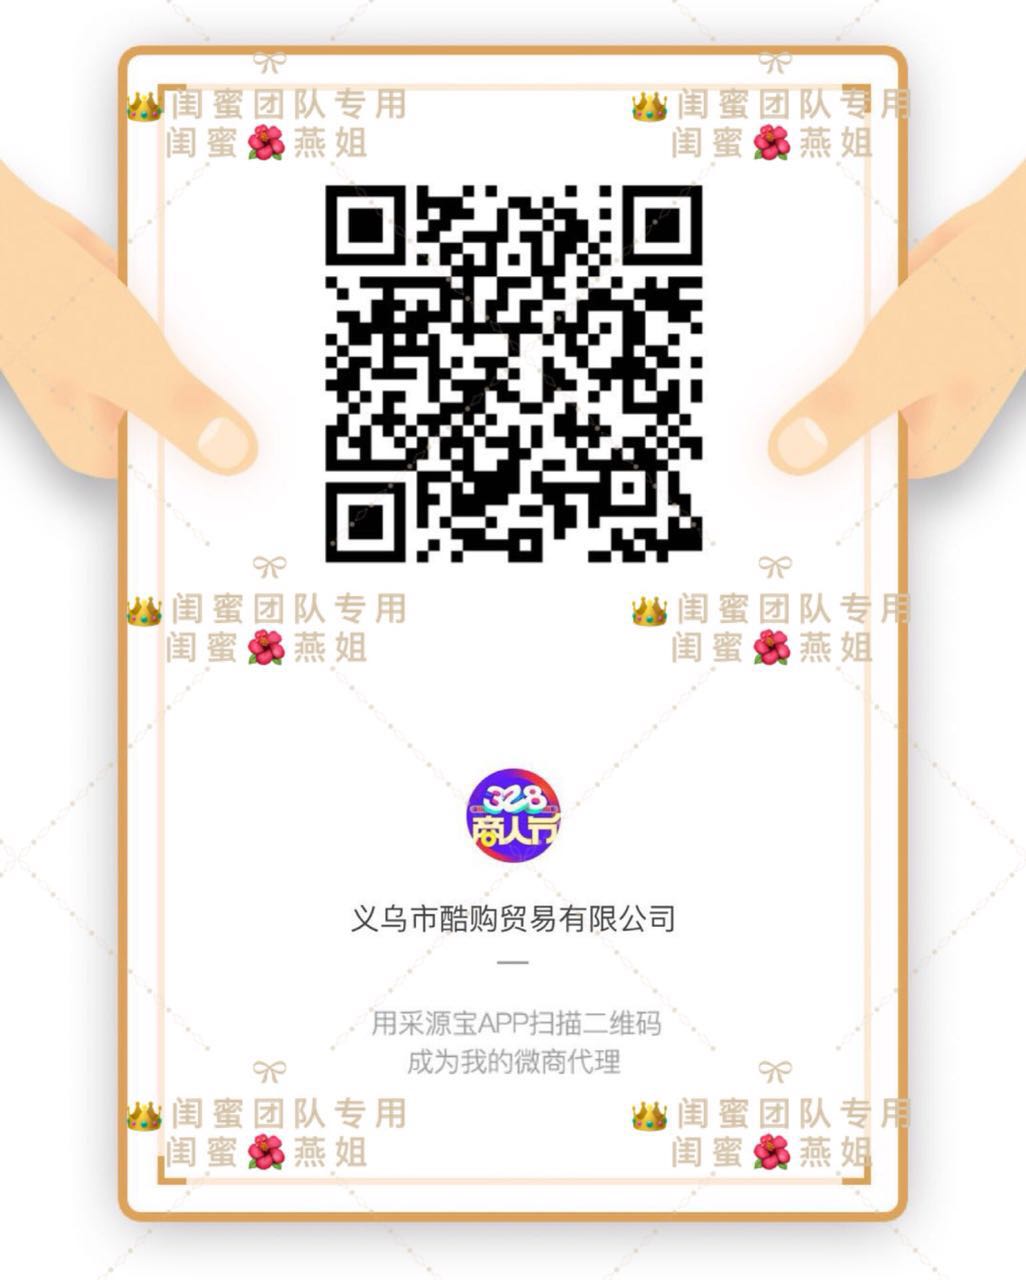 闺蜜团队专用 闺蜜团队专用
闺蜜燕姐 闺蜜燕姐
闺蜜团队专用 闺蜜团队专用
闺蜜燕姐 闺蜜燕姐
328
商人节
义乌市酷购贸易有限公司
用采源宝APP扫描二维码
成为我的微商代理
闺蜜团队专用 闺蜜团队专用
闺蜜燕姐 闺蜜燕姐